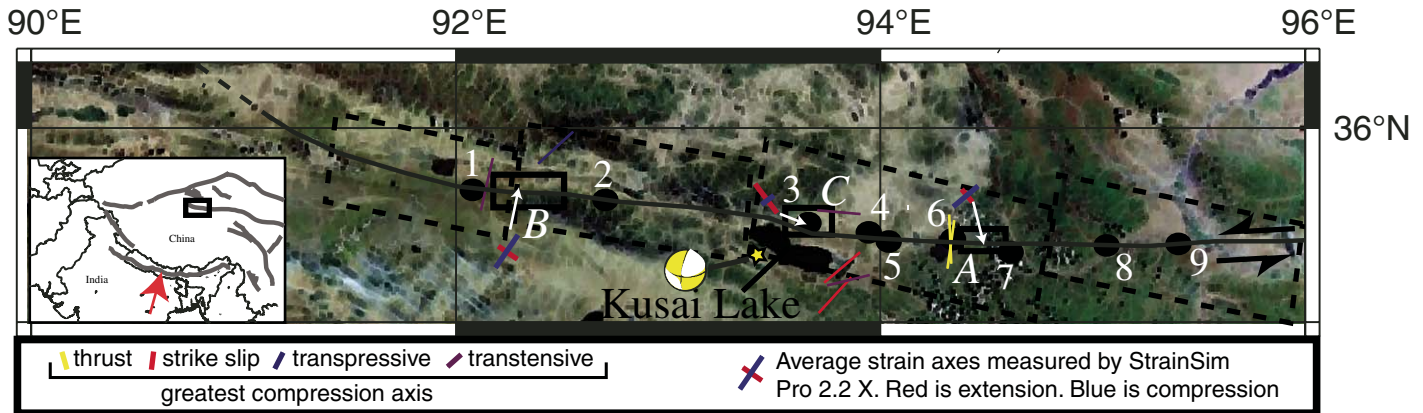 90°E 92°E 94°E 96°E
36°N
1 2 3 C 4 6
B
5 A 7 8 9
China
India
Kusai Lake
thrust strike slip transpressive transtensive
greatest compression axis
Average strain axes measured by StrainSim
Pro 2.2 X. Red is extension. Blue is compression